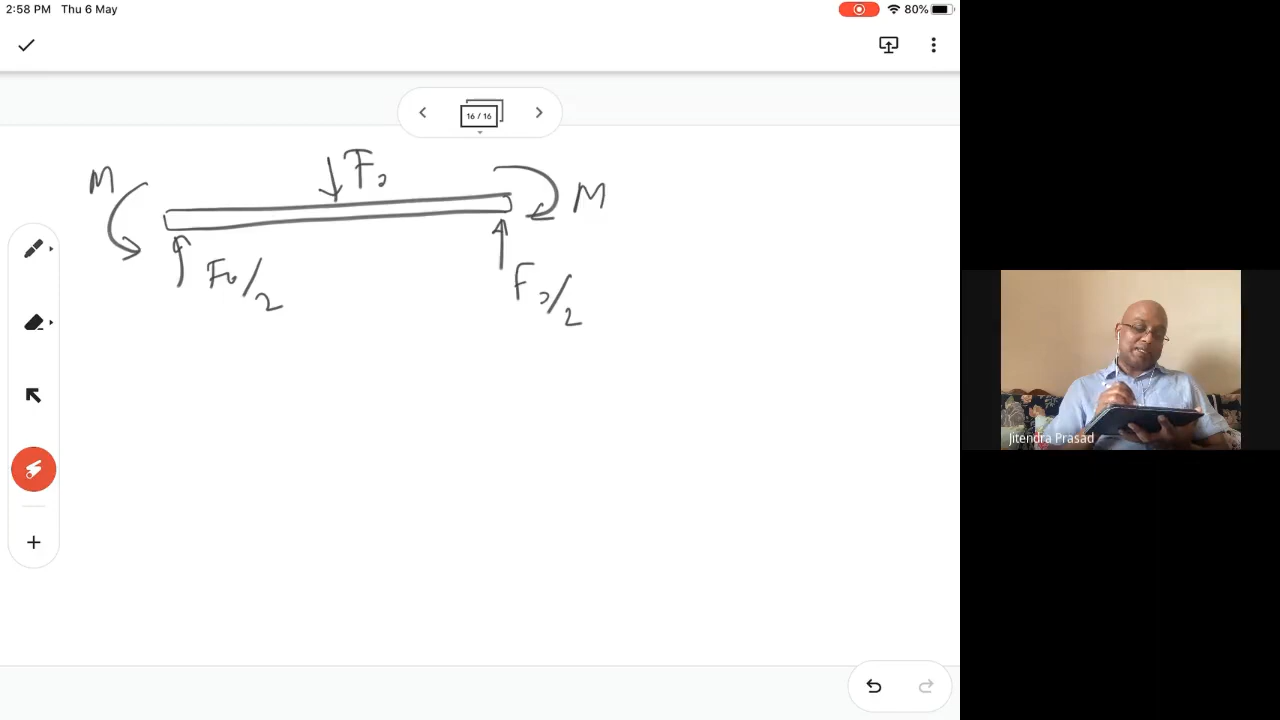 2:58 PM Thu 6 May
80%
16 / 16
M
F₀
M
F₀/2
F₀/2
Jitendra Prasad